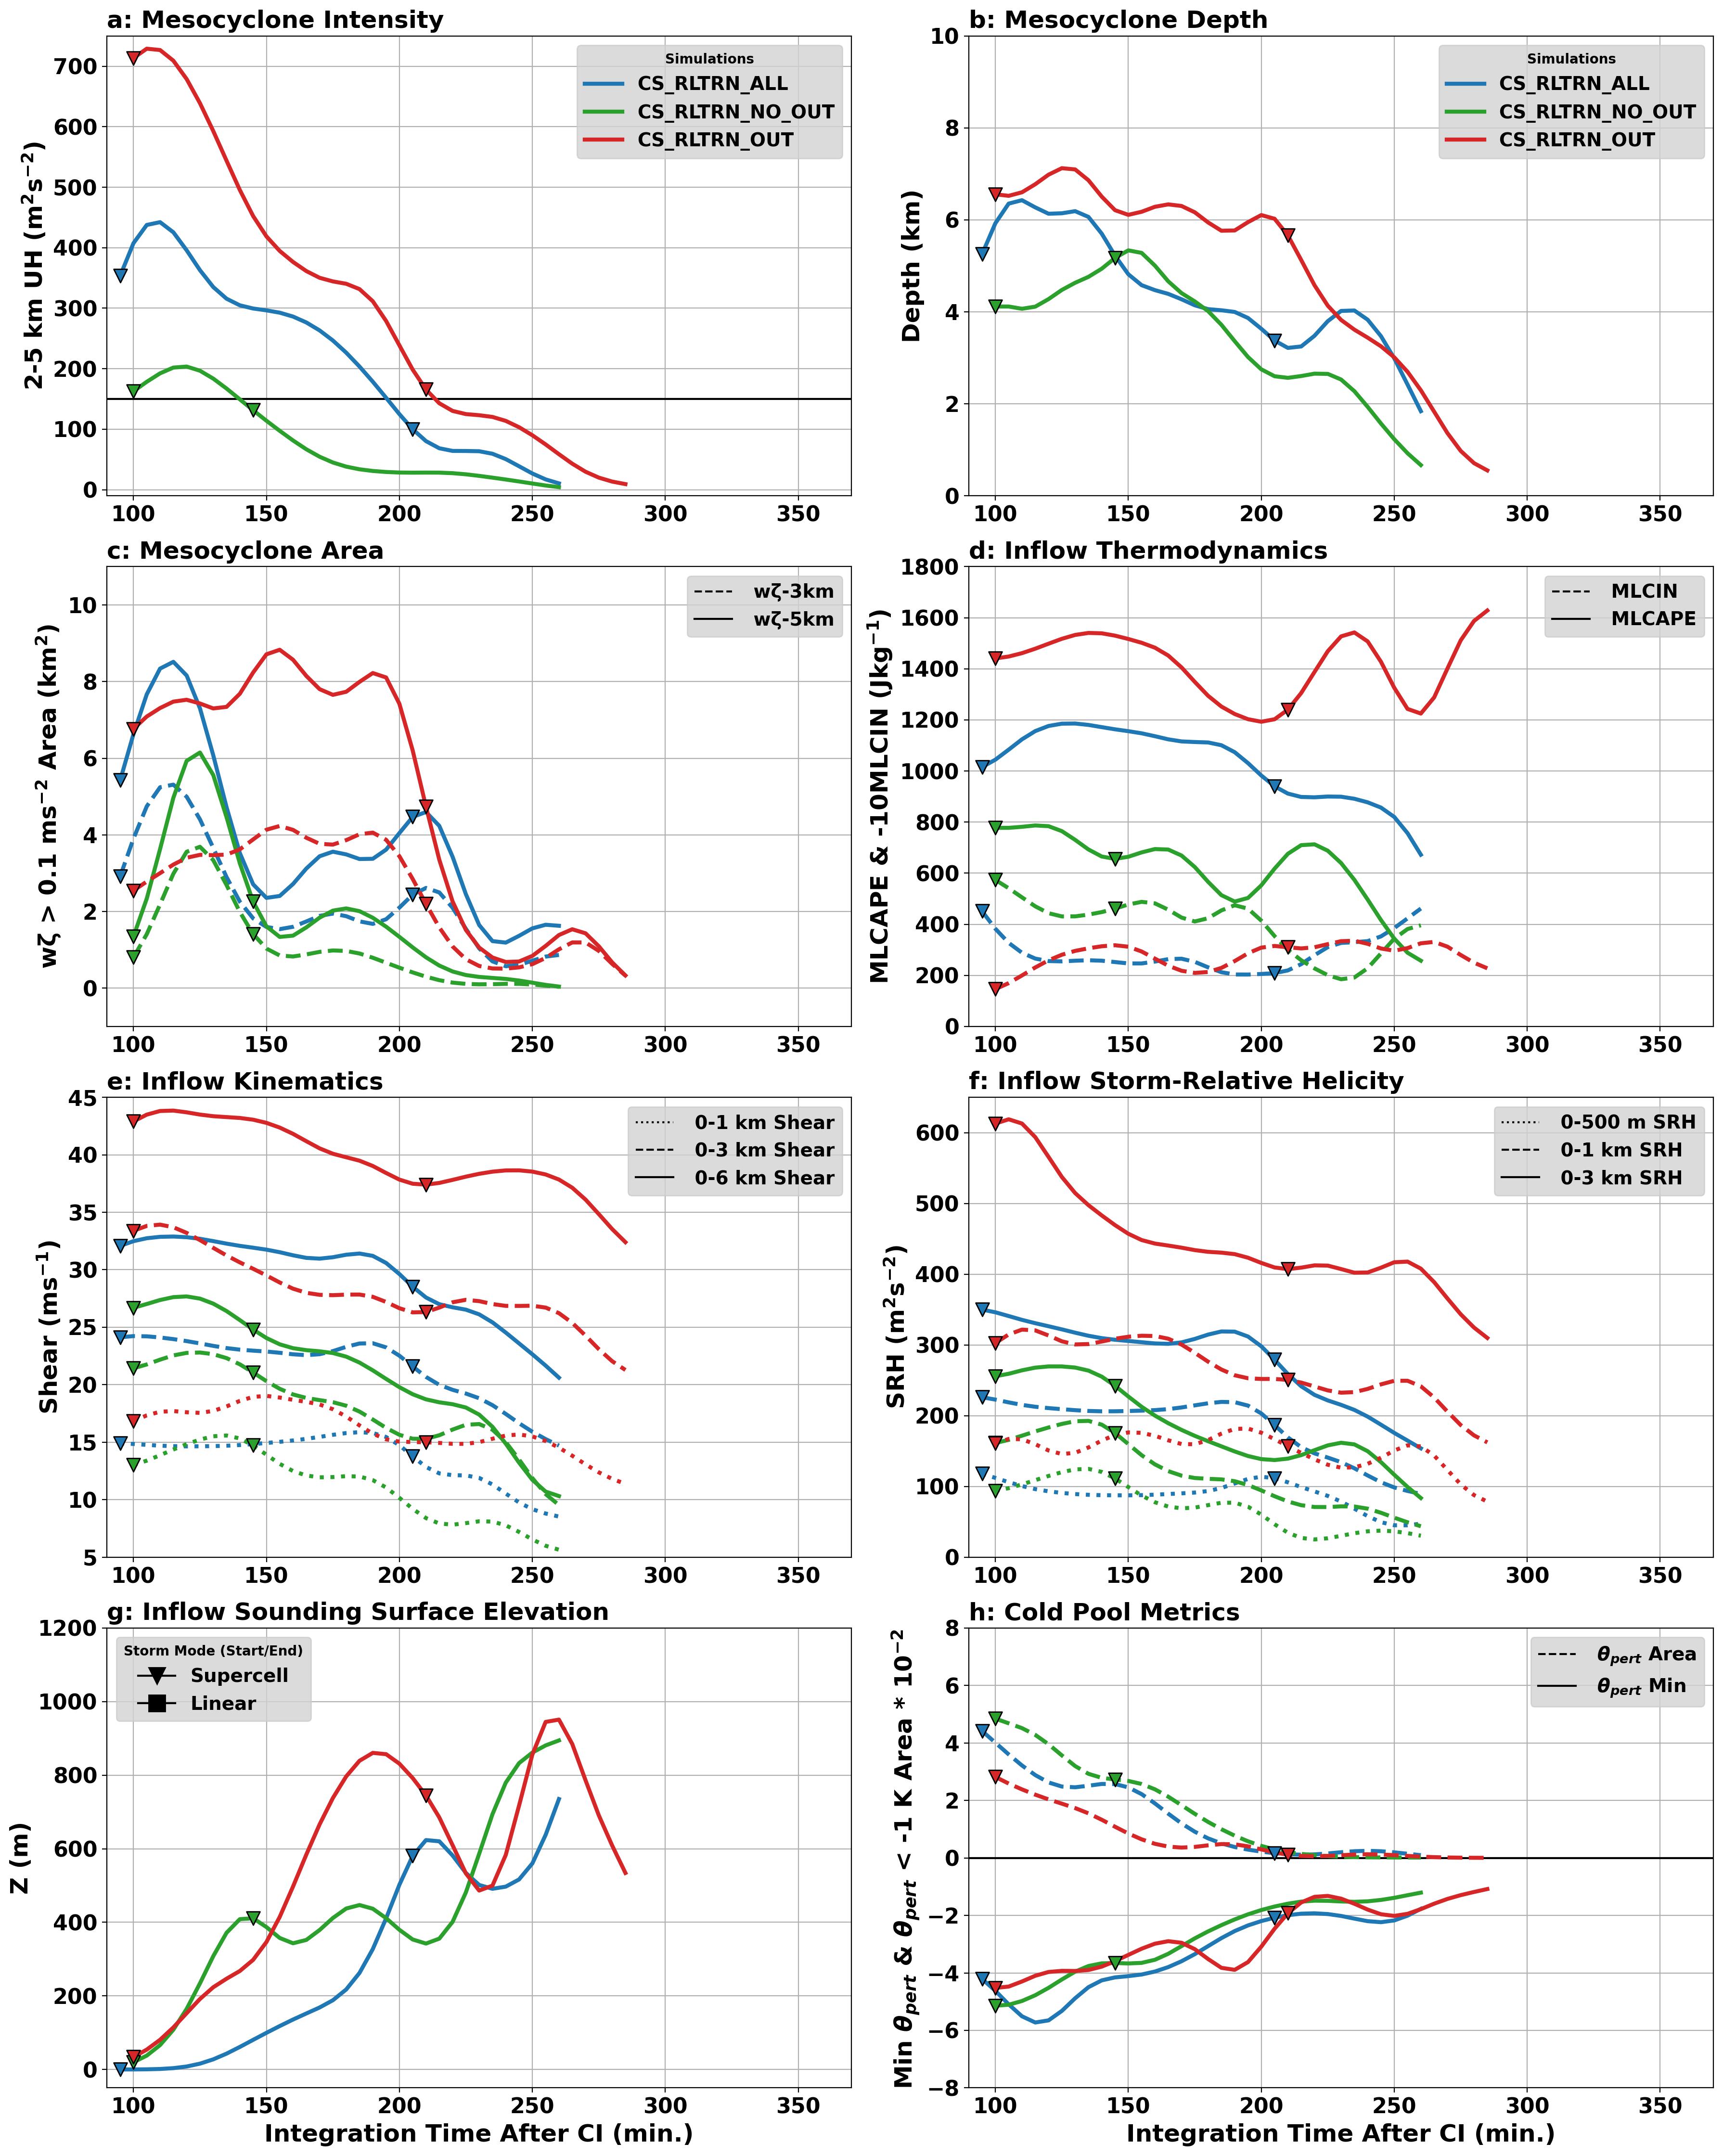 a: Mesocyclone Intensity
2-5 km UH (m²s⁻²)
700
600
500
400
300
200
100
0
100 150 200 250 300 350
Simulations
CS_RLTRN_ALL
CS_RLTRN_NO_OUT
CS_RLTRN_OUT
b: Mesocyclone Depth
Depth (km)
10
8
6
4
2
0
100 150 200 250 300 350
Simulations
CS_RLTRN_ALL
CS_RLTRN_NO_OUT
CS_RLTRN_OUT
c: Mesocyclone Area
wζ > 0.1 ms⁻² Area (km²)
10
8
6
4
2
0
100 150 200 250 300 350
wζ-3km
wζ-5km
d: Inflow Thermodynamics
MLCAPE & -10MLCIN (Jkg⁻¹)
1800
1600
1400
1200
1000
800
600
400
200
0
100 150 200 250 300 350
MLCIN
MLCAPE
e: Inflow Kinematics
Shear (ms⁻¹)
45
40
35
30
25
20
15
10
5
100 150 200 250 300 350
0-1 km Shear
0-3 km Shear
0-6 km Shear
f: Inflow Storm-Relative Helicity
SRH (m²s⁻²)
600
500
400
300
200
100
0
100 150 200 250 300 350
0-500 m SRH
0-1 km SRH
0-3 km SRH
g: Inflow Sounding Surface Elevation
Z (m)
1200
1000
800
600
400
200
0
100 150 200 250 300 350
Integration Time After CI (min.)
Storm Mode (Start/End)
Supercell
Linear
h: Cold Pool Metrics
Min θpert & θpert < -1 K Area * 10⁻²
8
6
4
2
0
−2
−4
−6
−8
100 150 200 250 300 350
Integration Time After CI (min.)
θpert Area
θpert Min